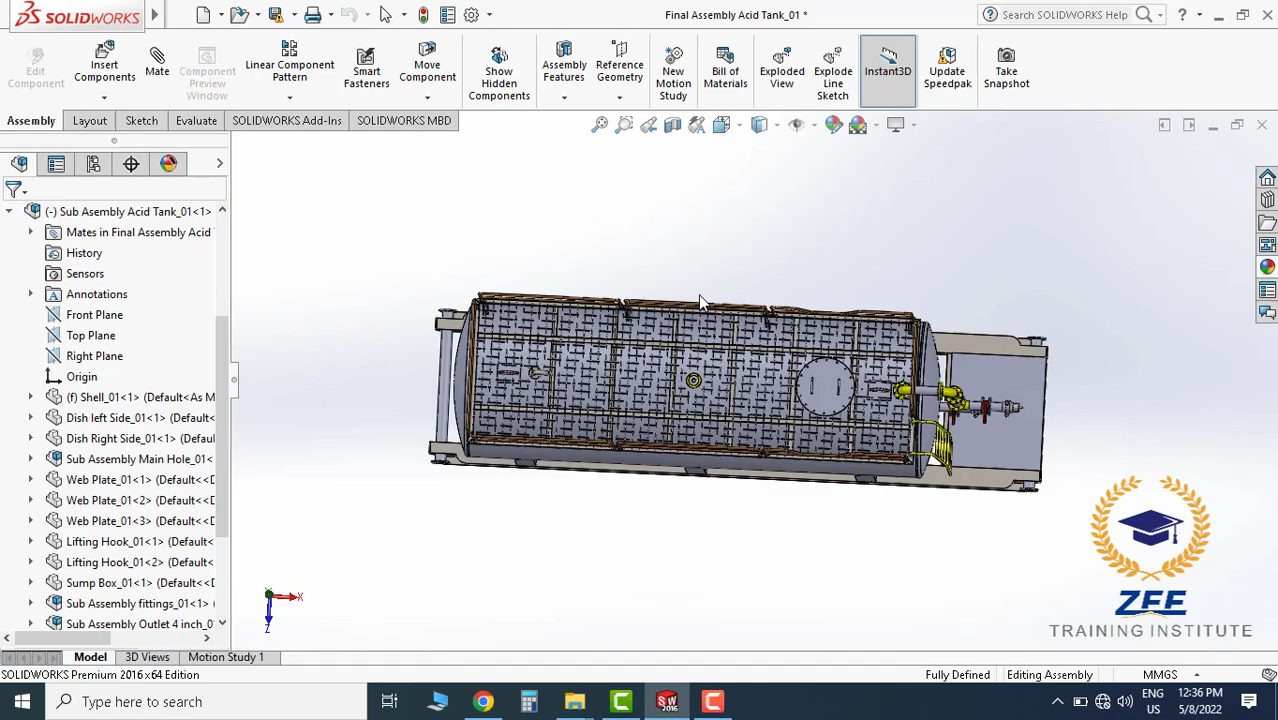 SOLIDWORKS
Final Assembly Acid Tank_01 *
Search SOLIDWORKS Help
Edit Component
Insert Components
Mate
Component Preview Window
Linear Component Pattern
Smart Fasteners
Move Component
Show Hidden Components
Assembly Features
Reference Geometry
New Motion Study
Bill of Materials
Exploded View
Explode Line Sketch
Instant3D
Update Speedpak
Take Snapshot
Assembly
Layout
Sketch
Evaluate
SOLIDWORKS Add-Ins
SOLIDWORKS MBD
(-) Sub Asembly Acid Tank_01<1>
Mates in Final Assembly Acid
History
Sensors
Annotations
Front Plane
Top Plane
Right Plane
Origin
(f) Shell_01<1> (Default<As M
Dish left Side_01<1> (Default
Dish Right Side_01<1> (Default
Sub Assembly Main Hole_01<1>
Web Plate_01<1> (Default<<D
Web Plate_01<2> (Default<<D
Web Plate_01<3> (Default<<D
Lifting Hook_01<1> (Default<
Lifting Hook_01<2> (Default<
Sump Box_01<1> (Default<<D
Sub Assembly fittings_01<1> (
Sub Assembly Outlet 4 inch_0
X
Y
Z
ZEE
TRAINING INSTITUTE
Model
3D Views
Motion Study 1
SOLIDWORKS Premium 2016 x64 Edition
Fully Defined
Editing Assembly
MMGS
Type here to search
SW
2016
ENG
US
12:36 PM
5/8/2022